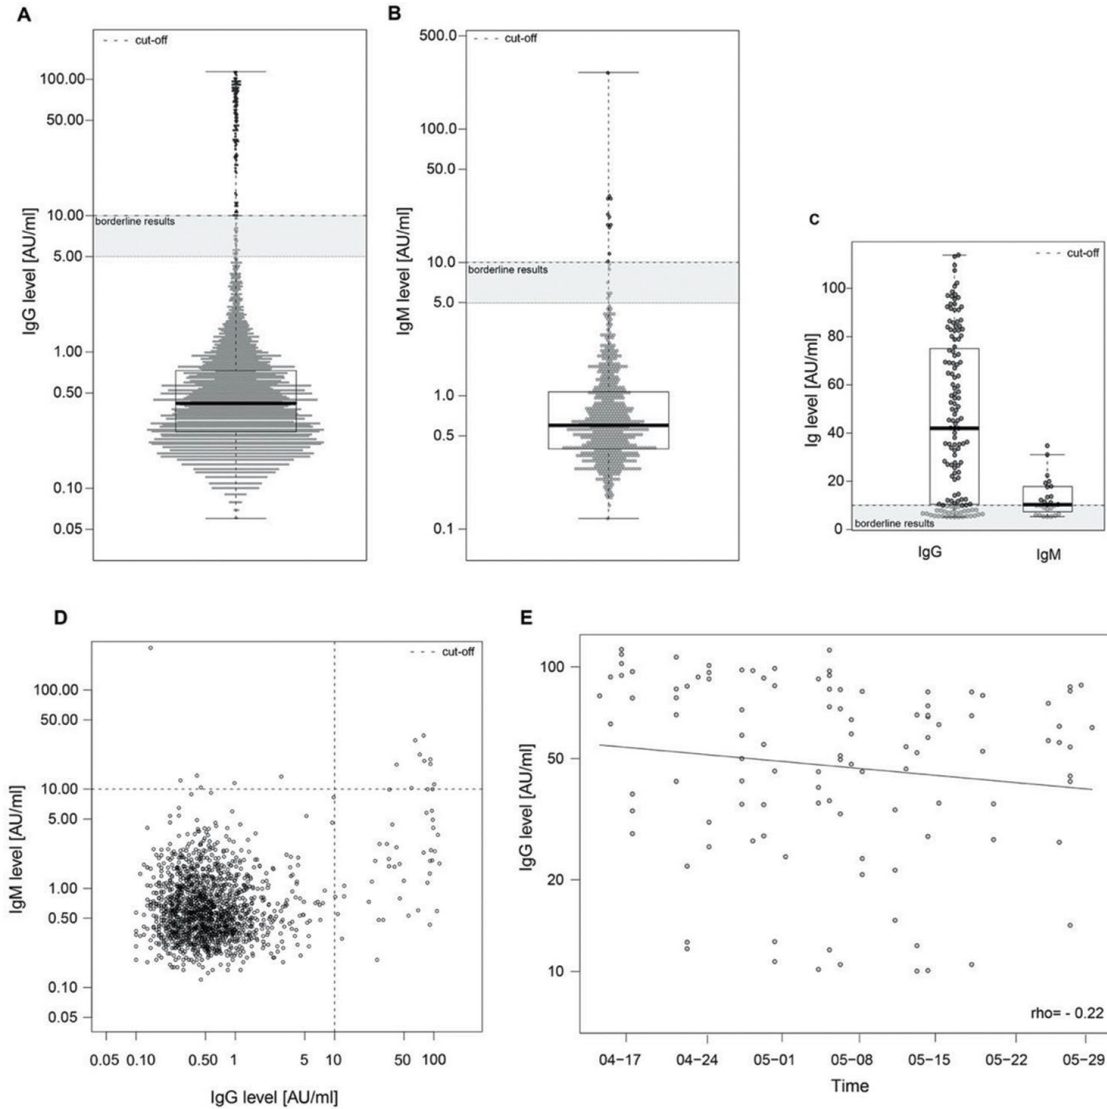 A
cut-off
100.00
50.00
10.00
borderline results
5.00
1.00
0.50
0.10
0.05
IgG level [AU/ml]
B
cut-off
500.0
100.0
50.0
10.0
borderline results
5.0
1.0
0.5
0.1
IgM level [AU/ml]
C
cut-off
100
80
60
40
20
0
borderline results
Ig level [AU/ml]
IgG IgM
D
cut-off
100.00
50.00
10.00
5.00
1.00
0.50
0.10
0.05
IgM level [AU/ml]
0.05 0.10 0.50 1 5 10 50 100
IgG level [AU/ml]
E
100
50
20
10
IgG level [AU/ml]
rho= - 0.22
04-17 04-24 05-01 05-08 05-15 05-22 05-29
Time